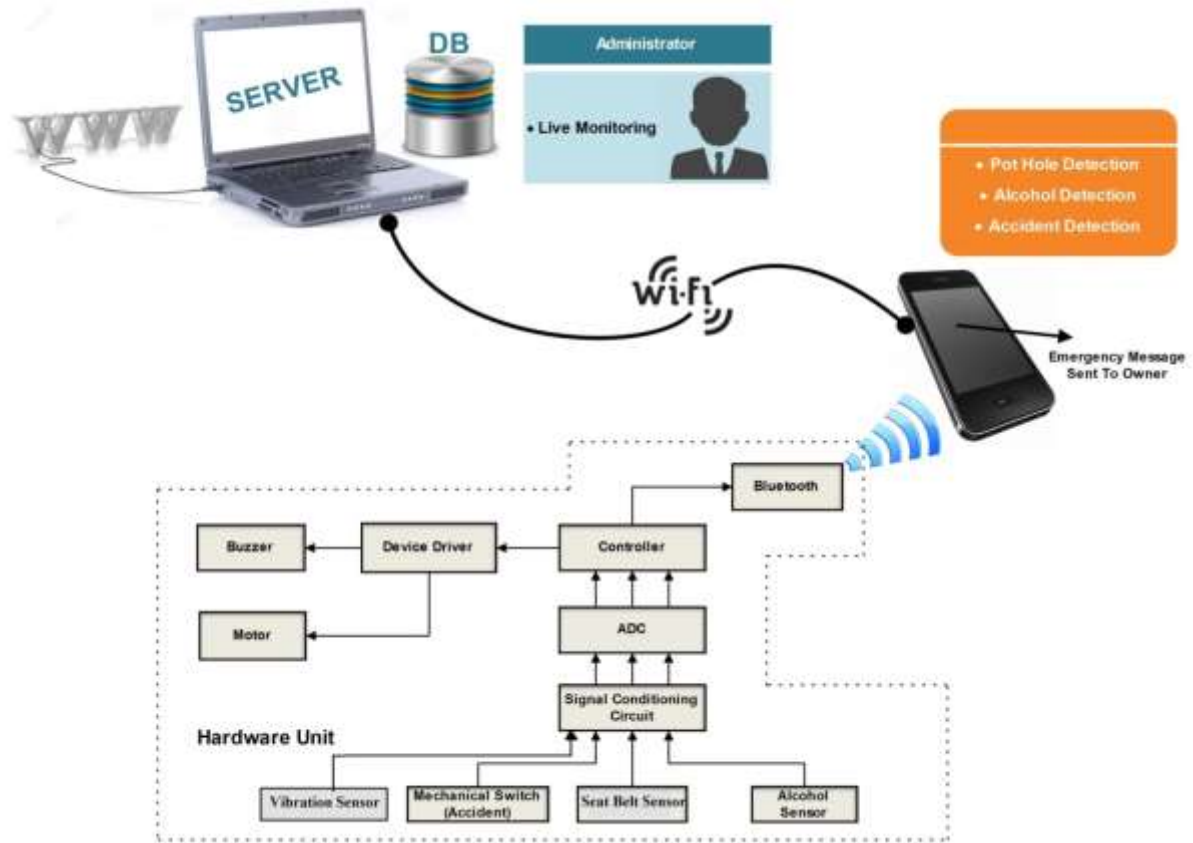 WWW
SERVER
DB
Administrator
• Live Monitoring
• Pot Hole Detection
• Alcohol Detection
• Accident Detection
Wi-Fi
Emergency Message
Sent To Owner
Bluetooth
Buzzer
Device Driver
Controller
Motor
ADC
Signal Conditioning
Circuit
Hardware Unit
Vibration Sensor
Mechanical Switch
(Accident)
Seat Belt Sensor
Alcohol
Sensor